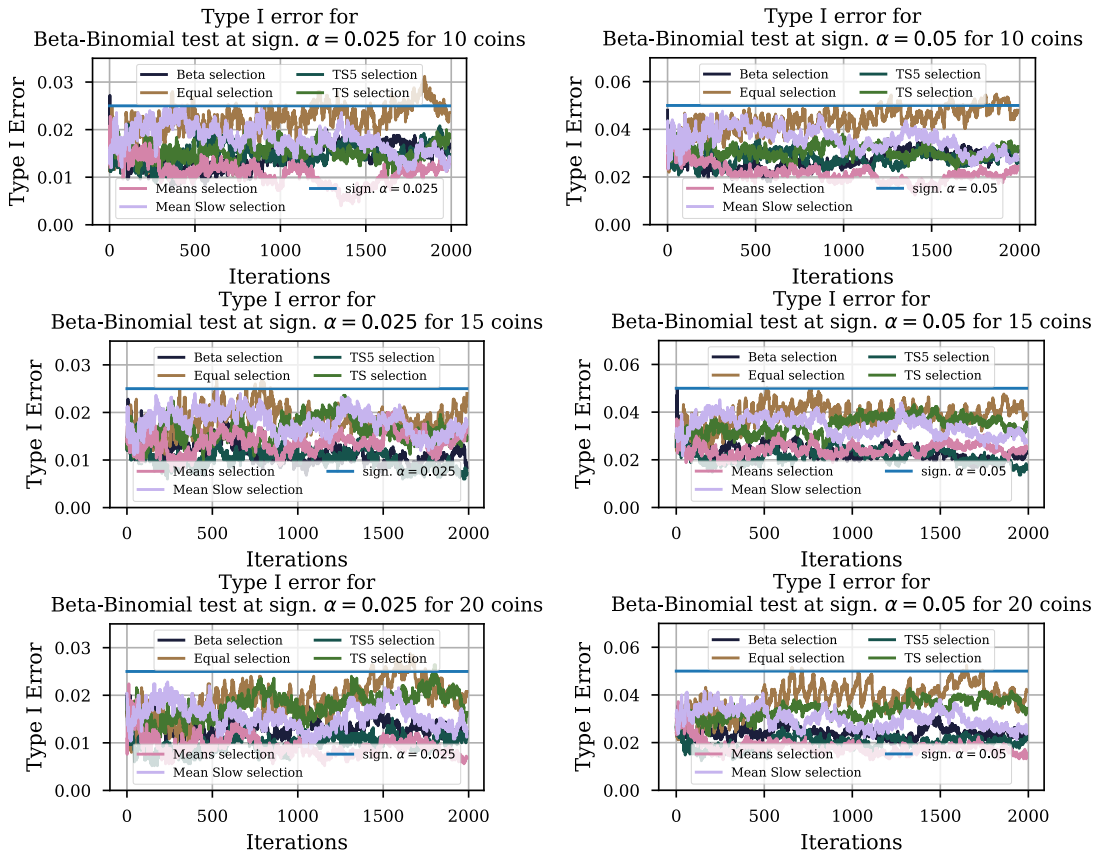 Type I error for
Beta-Binomial test at sign. α = 0.025 for 10 coins
Type I Error
0.03
0.02
0.01
0.00
Beta selection
Equal selection
TS5 selection
TS selection
Means selection
Mean Slow selection
sign. α = 0.025
0 500 1000 1500 2000
Iterations
Type I error for
Beta-Binomial test at sign. α = 0.05 for 10 coins
Type I Error
0.06
0.04
0.02
0.00
Beta selection
Equal selection
TS5 selection
TS selection
Means selection
Mean Slow selection
sign. α = 0.05
0 500 1000 1500 2000
Iterations
Type I error for
Beta-Binomial test at sign. α = 0.025 for 15 coins
Type I Error
0.03
0.02
0.01
0.00
Beta selection
Equal selection
TS5 selection
TS selection
Means selection
Mean Slow selection
sign. α = 0.025
0 500 1000 1500 2000
Iterations
Type I error for
Beta-Binomial test at sign. α = 0.05 for 15 coins
Type I Error
0.06
0.04
0.02
0.00
Beta selection
Equal selection
TS5 selection
TS selection
Means selection
Mean Slow selection
sign. α = 0.05
0 500 1000 1500 2000
Iterations
Type I error for
Beta-Binomial test at sign. α = 0.025 for 20 coins
Type I Error
0.03
0.02
0.01
0.00
Beta selection
Equal selection
TS5 selection
TS selection
Means selection
Mean Slow selection
sign. α = 0.025
0 500 1000 1500 2000
Iterations
Type I error for
Beta-Binomial test at sign. α = 0.05 for 20 coins
Type I Error
0.06
0.04
0.02
0.00
Beta selection
Equal selection
TS5 selection
TS selection
Means selection
Mean Slow selection
sign. α = 0.05
0 500 1000 1500 2000
Iterations